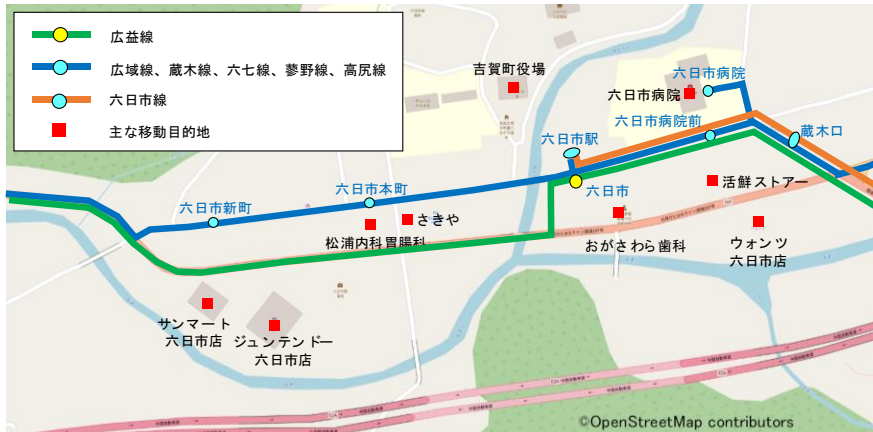 広益線
広域線、蔵木線、六七線、蓼野線、高尻線
六日市線
主な移動目的地
吉賀町役場
六日市病院
六日市病院
六日市病院前
六日市駅
蔵木口
六日市
活鮮ストアー
六日市新町
六日市本町
さきや
松浦内科胃腸科
おがさわら歯科
ウォンツ
六日市店
サンマート
六日市店
ジュンテンドー
六日市店
©OpenStreetMap contributors